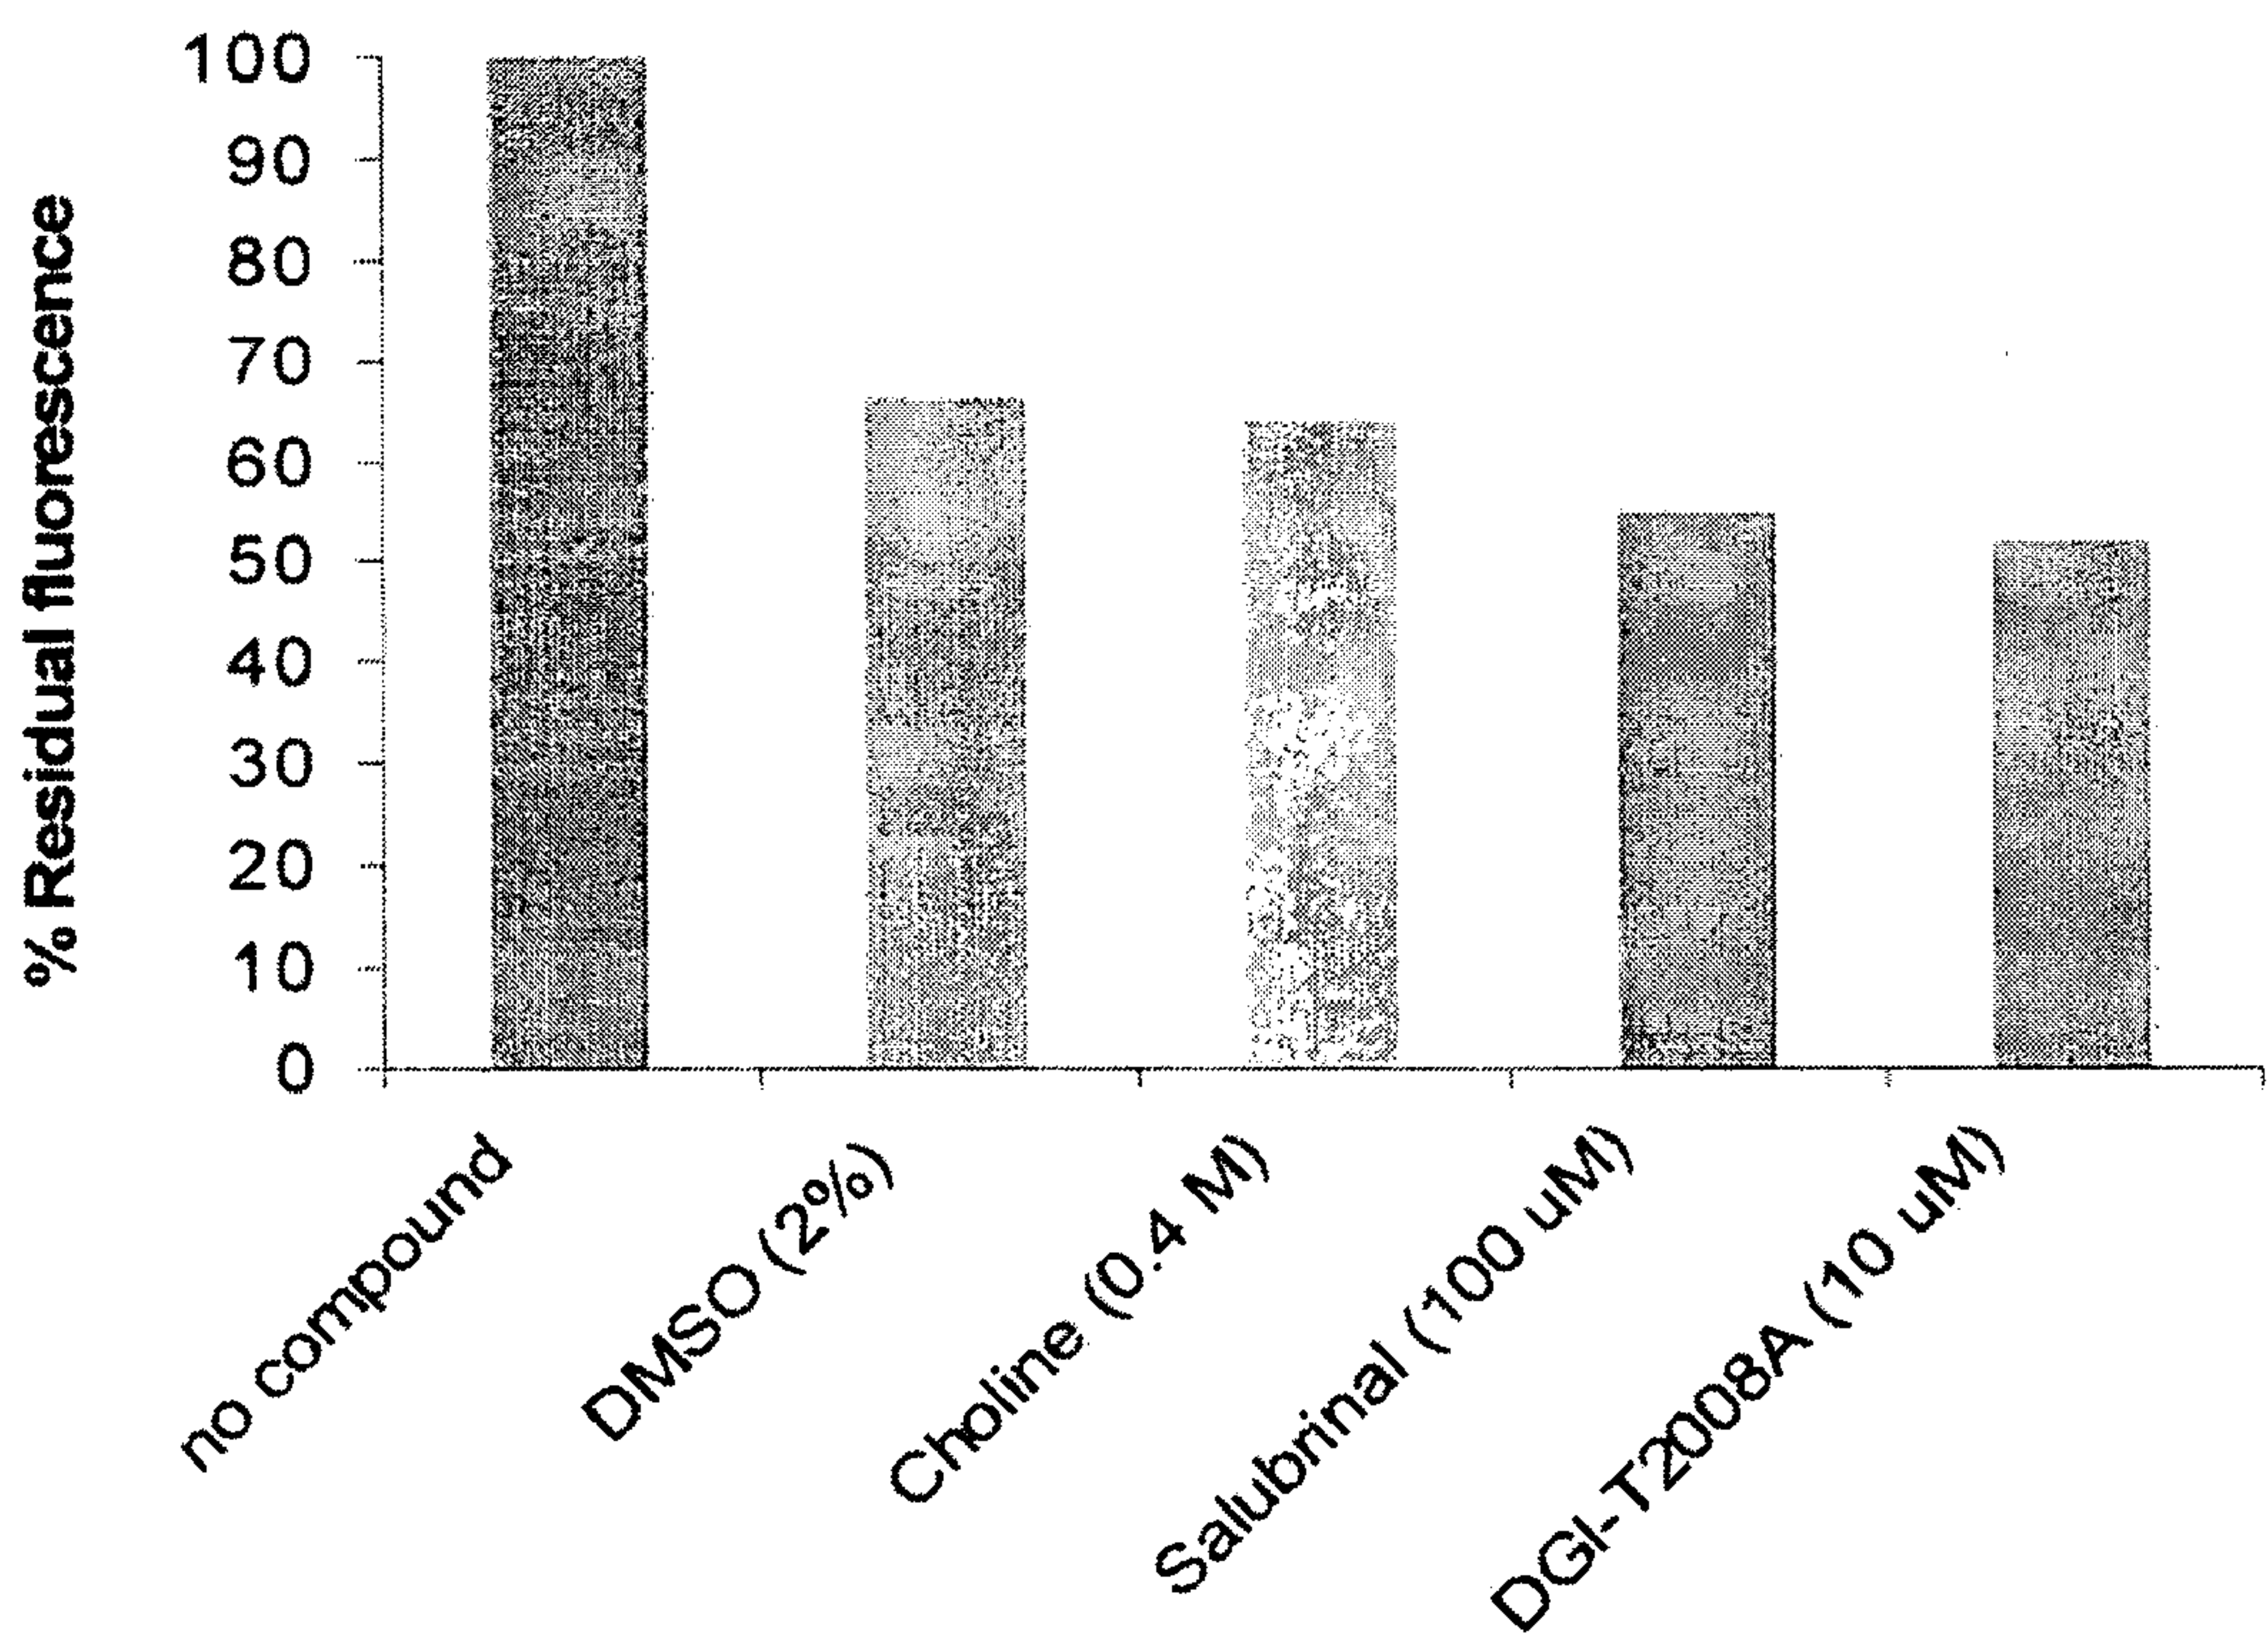 % Residual fluorescence
100
90
80
70
60
50
40
30
20
10
0
no compound
DMSO (2%)
Choline (0.4 M)
Salubrinal (100 uM)
DGI-T2008A (10 uM)